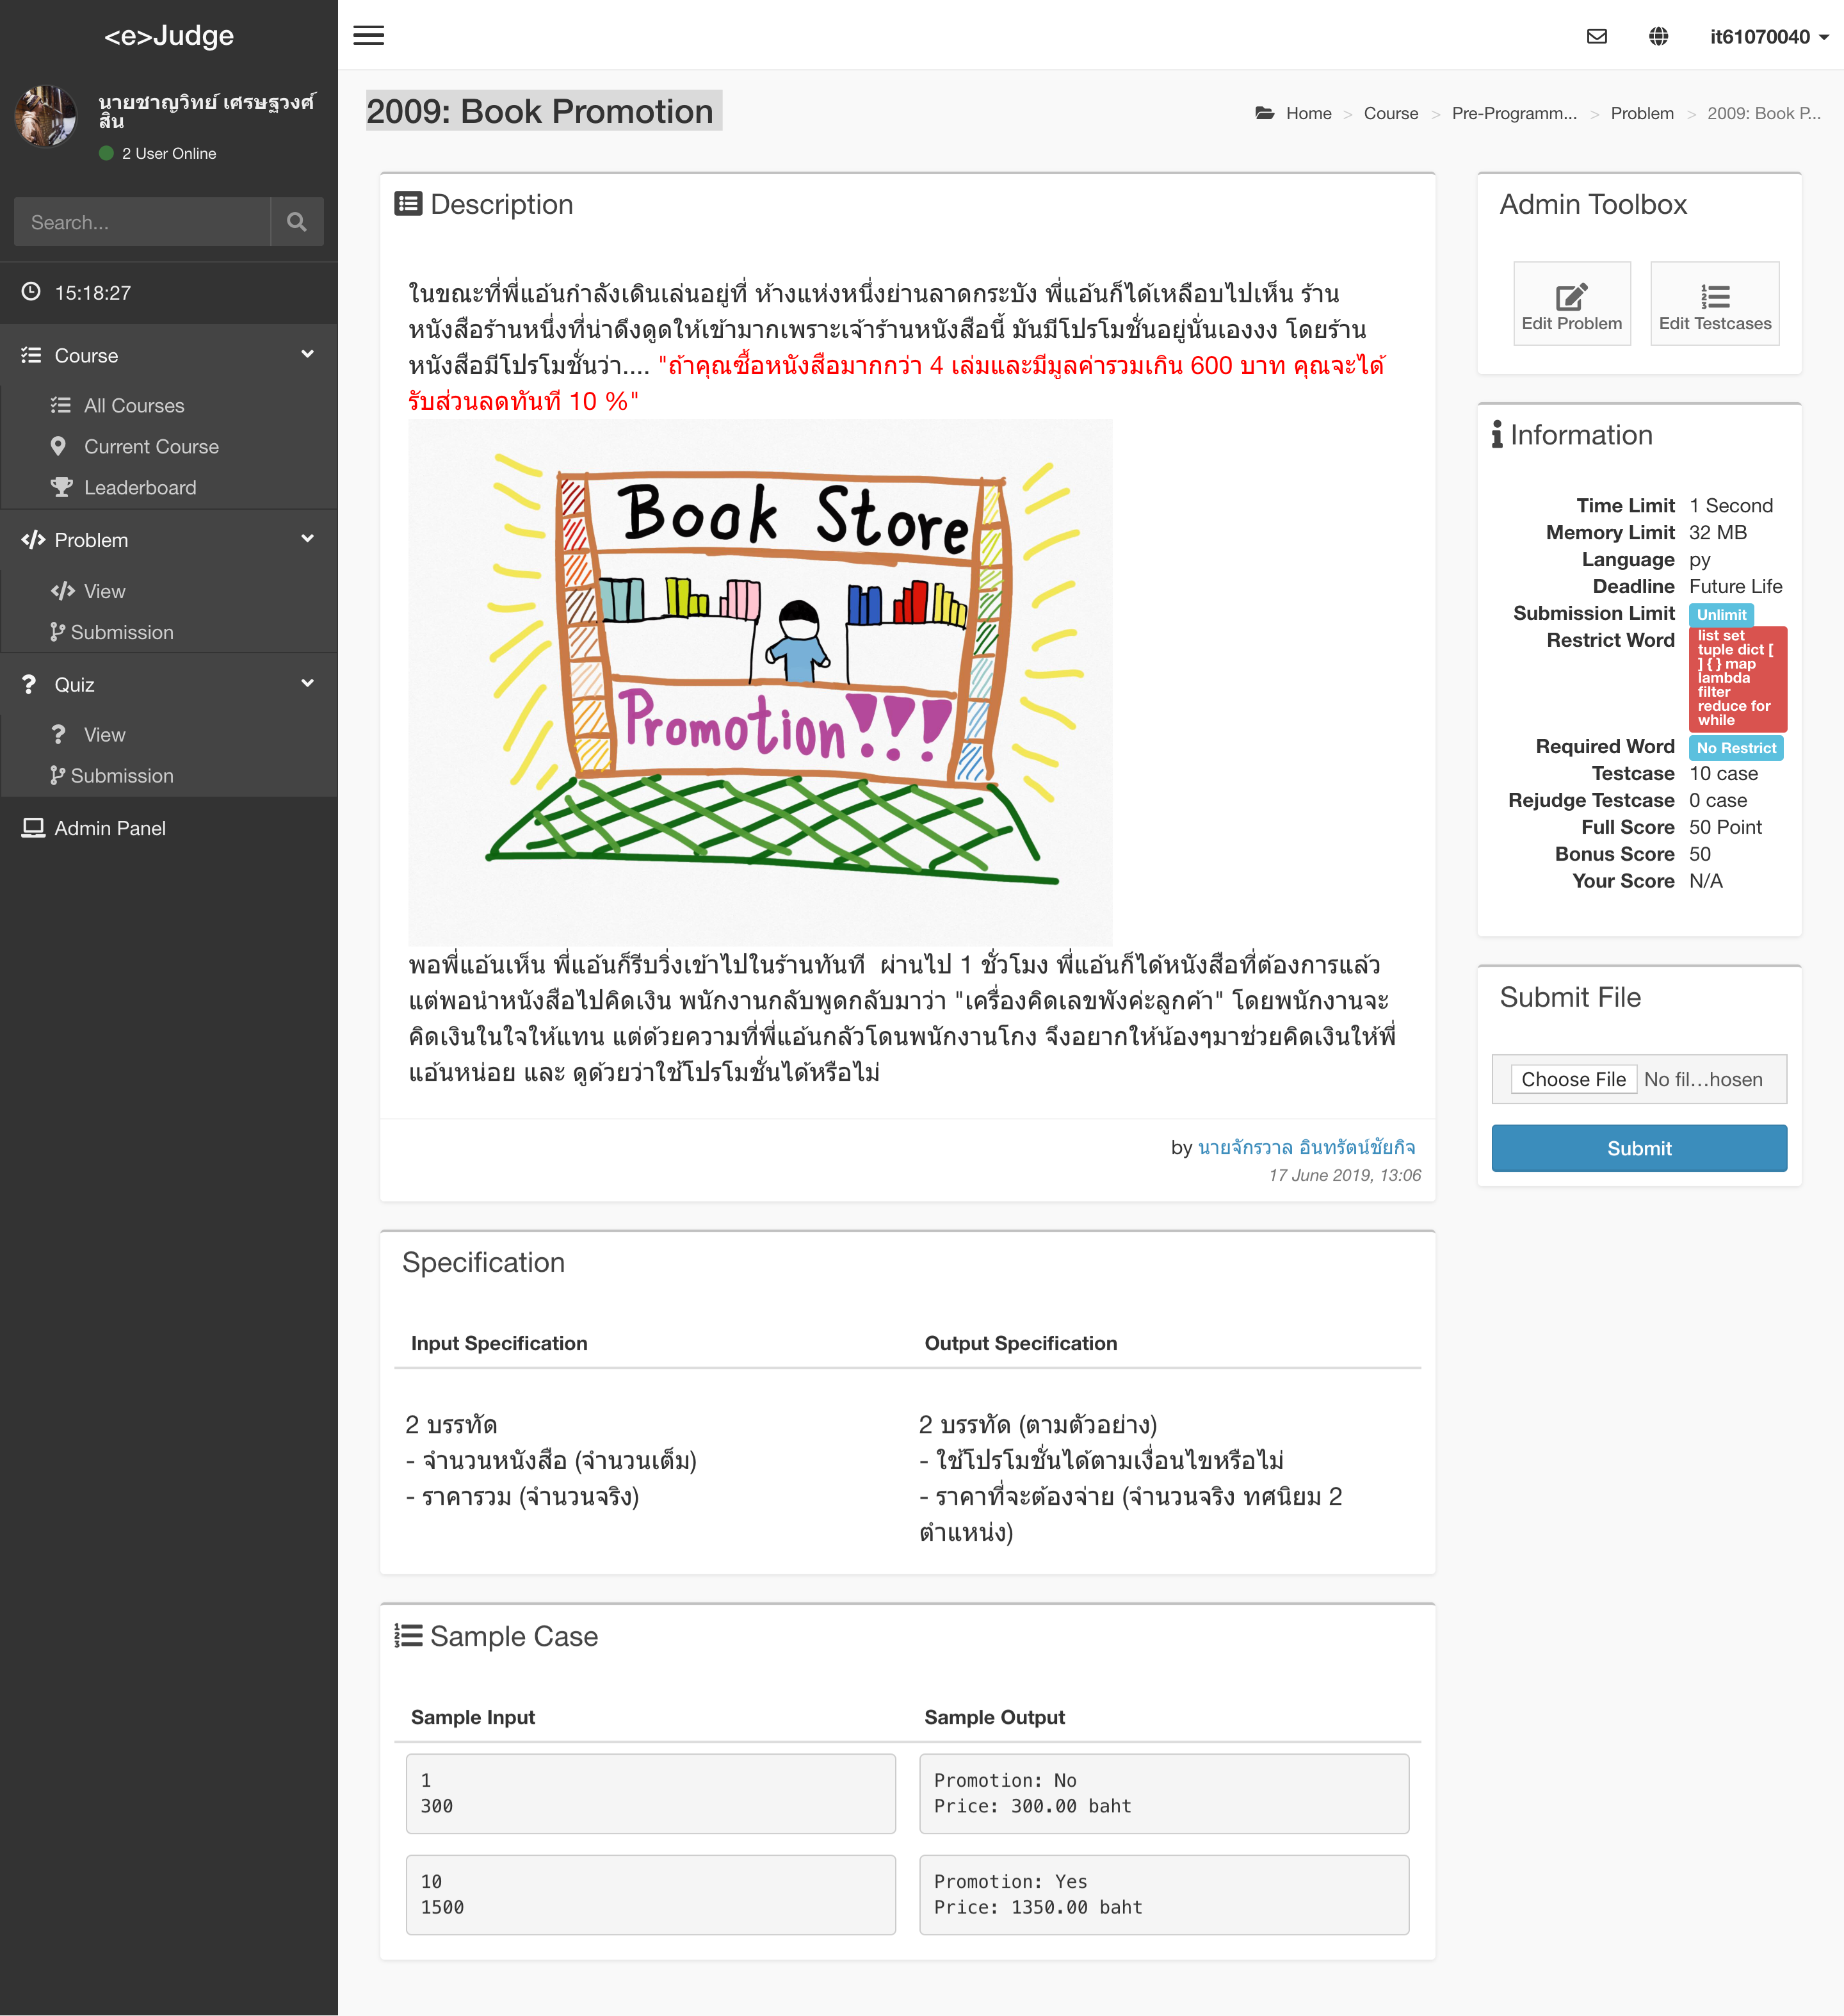 <e>Judge
it61070040
นายชาญวิทย์ เศรษฐวงศ์
สิน
2 User Online
Search...
15:18:27
Course
All Courses
Current Course
Leaderboard
Problem
View
Submission
Quiz
View
Submission
Admin Panel
2009: Book Promotion
Home > Course > Pre-Programm... > Problem > 2009: Book P...
Description
ในขณะที่พี่แอ้นกำลังเดินเล่นอยู่ที่ ห้างแห่งหนึ่งย่านลาดกระบัง พี่แอ้นก็ได้เหลือบไปเห็น ร้าน
หนังสือร้านหนึ่งที่น่าดึงดูดให้เข้ามากเพราะเจ้าร้านหนังสือนี้ มันมีโปรโมชั่นอยู่นั่นเองงง โดยร้าน
หนังสือมีโปรโมชั่นว่า.... "ถ้าคุณซื้อหนังสือมากกว่า 4 เล่มและมีมูลค่ารวมเกิน 600 บาท คุณจะได้
รับส่วนลดทันที 10 %"
Book Store
Promotion!!!
พอพี่แอ้นเห็น พี่แอ้นก็รีบวิ่งเข้าไปในร้านทันที  ผ่านไป 1 ชั่วโมง พี่แอ้นก็ได้หนังสือที่ต้องการแล้ว
แต่พอนำหนังสือไปคิดเงิน พนักงานกลับพูดกลับมาว่า "เครื่องคิดเลขพังค่ะลูกค้า" โดยพนักงานจะ
คิดเงินในใจให้แทน แต่ด้วยความที่พี่แอ้นกลัวโดนพนักงานโกง จึงอยากให้น้องๆมาช่วยคิดเงินให้พี่
แอ้นหน่อย และ ดูด้วยว่าใช้โปรโมชั่นได้หรือไม่
by นายจักรวาล อินทรัตน์ชัยกิจ
17 June 2019, 13:06
Specification
Input Specification
Output Specification
2 บรรทัด
- จำนวนหนังสือ (จำนวนเต็ม)
- ราคารวม (จำนวนจริง)
2 บรรทัด (ตามตัวอย่าง)
- ใช้โปรโมชั่นได้ตามเงื่อนไขหรือไม่
- ราคาที่จะต้องจ่าย (จำนวนจริง ทศนิยม 2
ตำแหน่ง)
Sample Case
Sample Input
Sample Output
1
300
Promotion: No
Price: 300.00 baht
10
1500
Promotion: Yes
Price: 1350.00 baht
Admin Toolbox
Edit Problem
Edit Testcases
Information
Time Limit 1 Second
Memory Limit 32 MB
Language py
Deadline Future Life
Submission Limit Unlimit
Restrict Word list set
tuple dict [
] { } map
lambda
filter
reduce for
while
Required Word No Restrict
Testcase 10 case
Rejudge Testcase 0 case
Full Score 50 Point
Bonus Score 50
Your Score N/A
Submit File
Choose File No fil...hosen
Submit